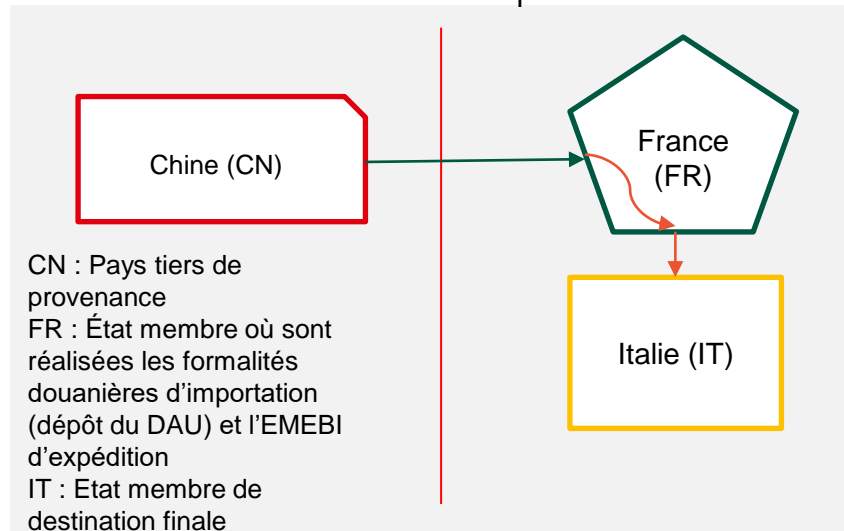 Chine (CN)
France
(FR)
CN : Pays tiers de
provenance
FR : État membre où sont
réalisées les formalités
douanières d'importation
(dépôt du DAU) et l'EMEBI
d'expédition
IT : Etat membre de
destination finale
Italie (IT)